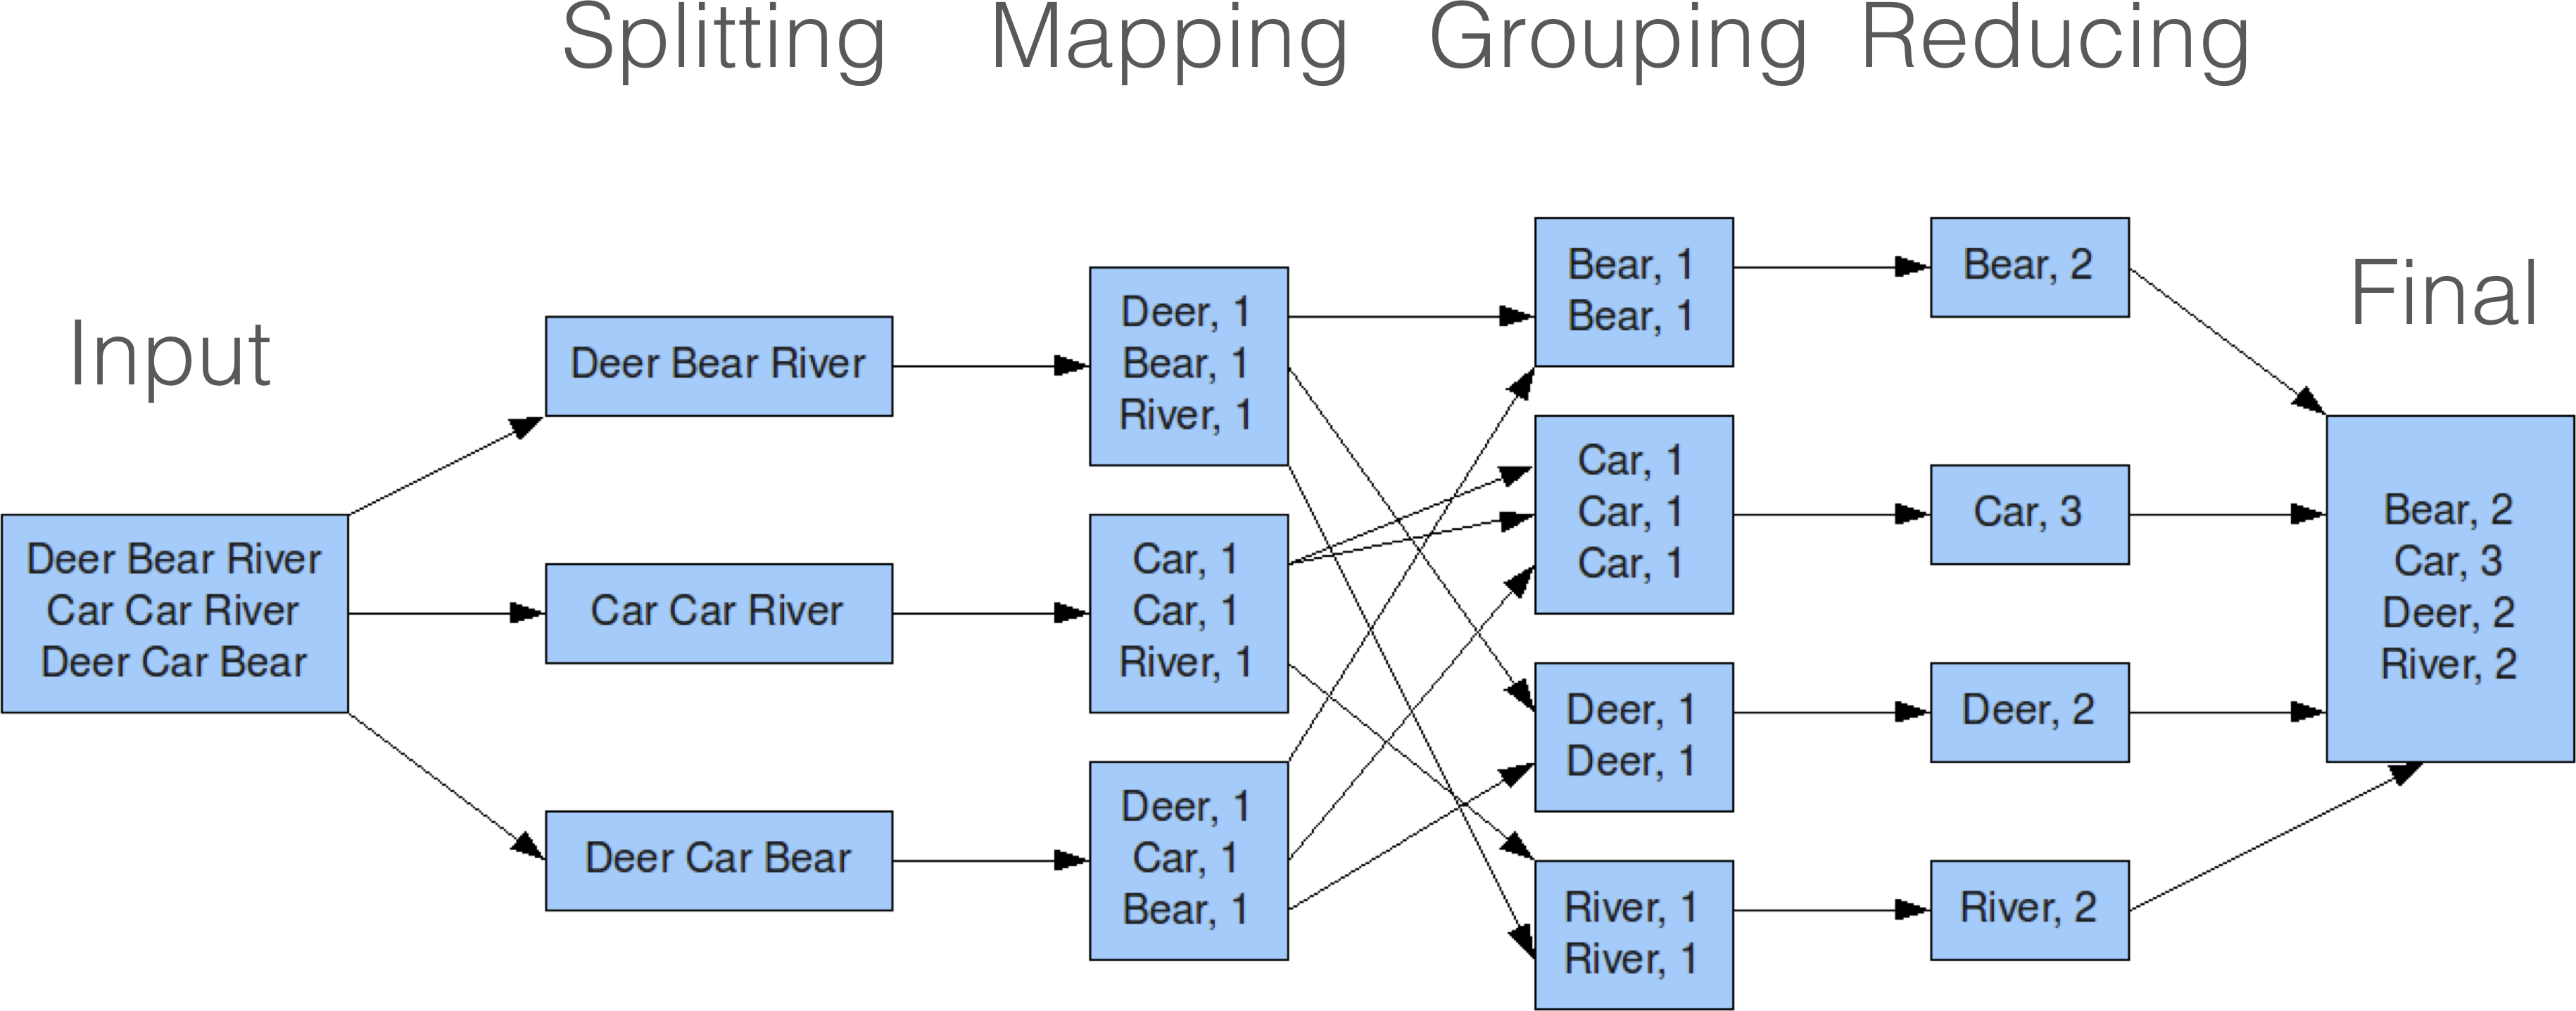 Splitting
Mapping
Grouping
Reducing
Input
Final
Deer Bear River
Car Car River
Deer Car Bear
Deer Bear River
Car Car River
Deer Car Bear
Deer, 1
Bear, 1
River, 1
Car, 1
Car, 1
River, 1
Deer, 1
Car, 1
Bear, 1
Bear, 1
Bear, 1
Car, 1
Car, 1
Car, 1
Deer, 1
Deer, 1
River, 1
River, 1
Bear, 2
Car, 3
Deer, 2
River, 2
Bear, 2
Car, 3
Deer, 2
River, 2